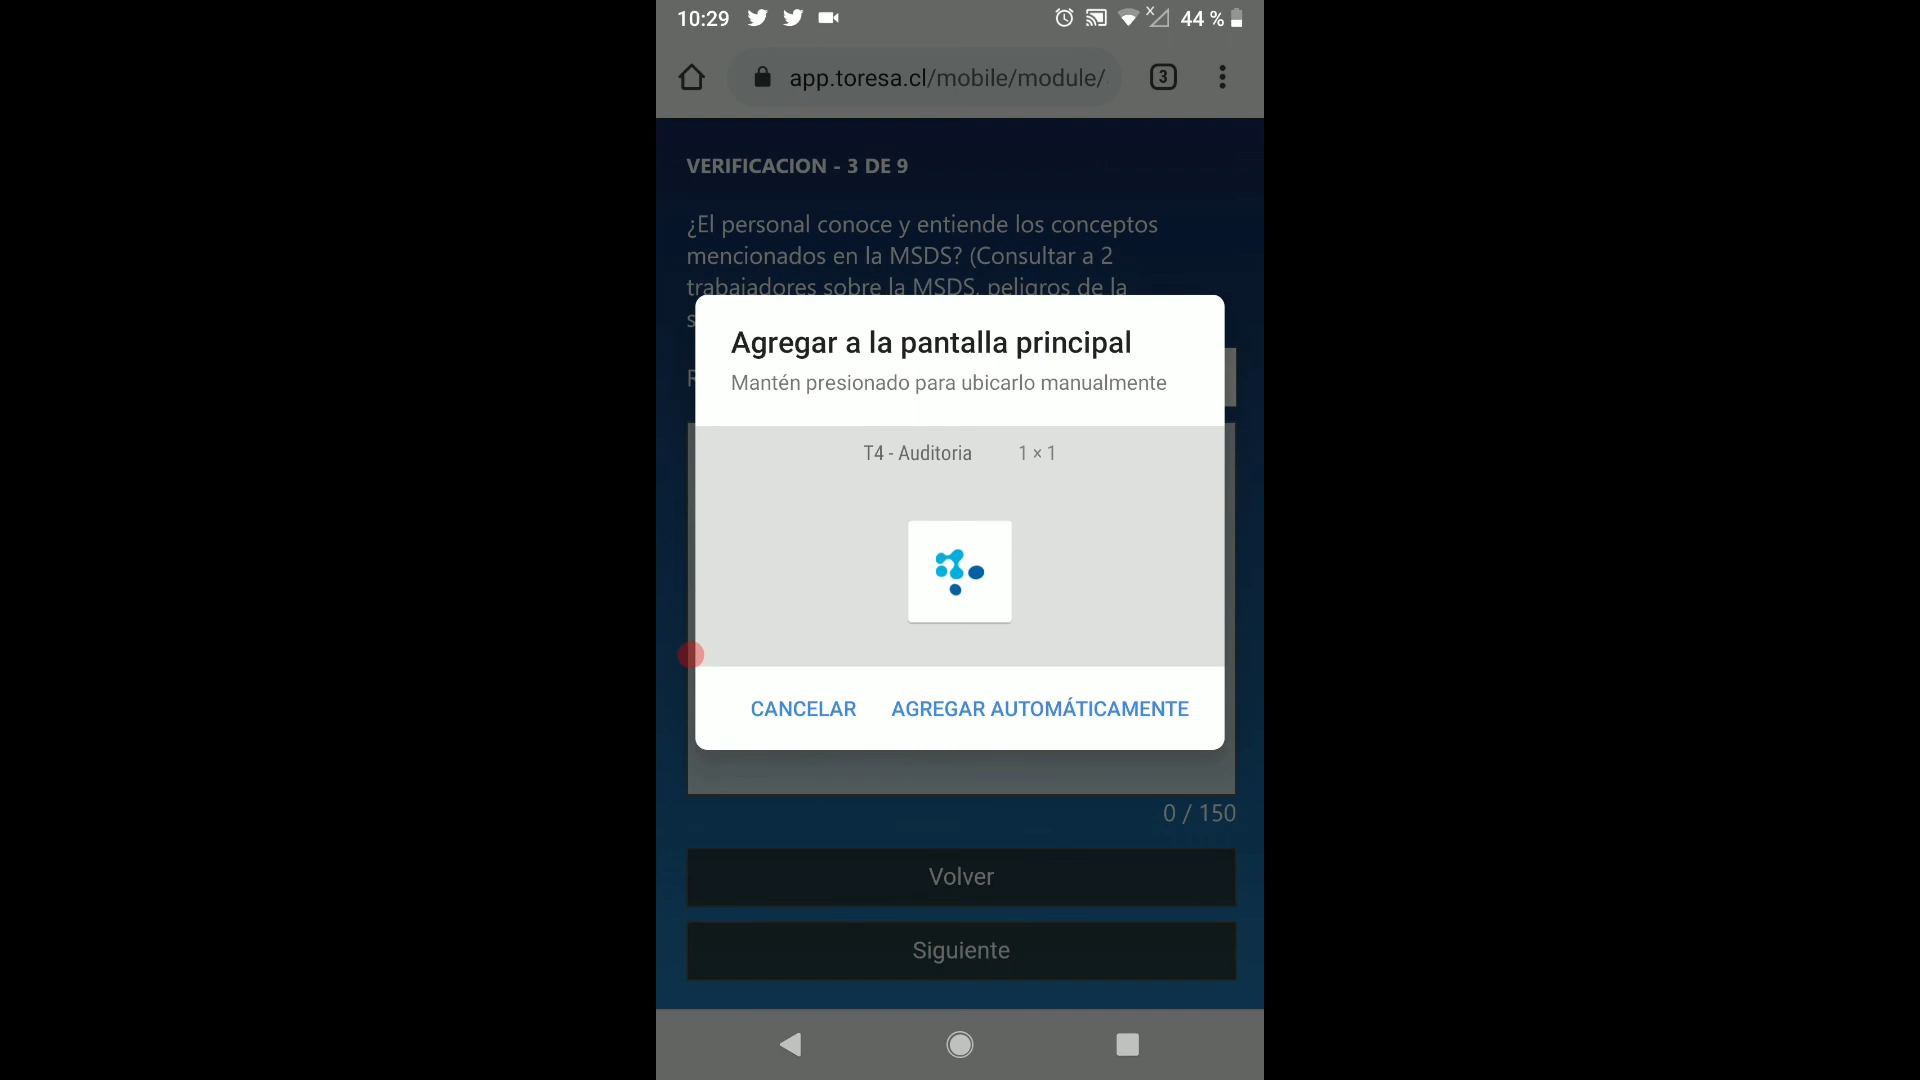 10:29
44 %
app.toresa.cl/mobile/module/
3
VERIFICACION - 3 DE 9
¿El personal conoce y entiende los conceptos
mencionados en la MSDS? (Consultar a 2
trabajadores sobre la MSDS, peligros de la
Agregar a la pantalla principal
Mantén presionado para ubicarlo manualmente
T4 - Auditoria 1 × 1
CANCELAR AGREGAR AUTOMÁTICAMENTE
0 / 150
Volver
Siguiente